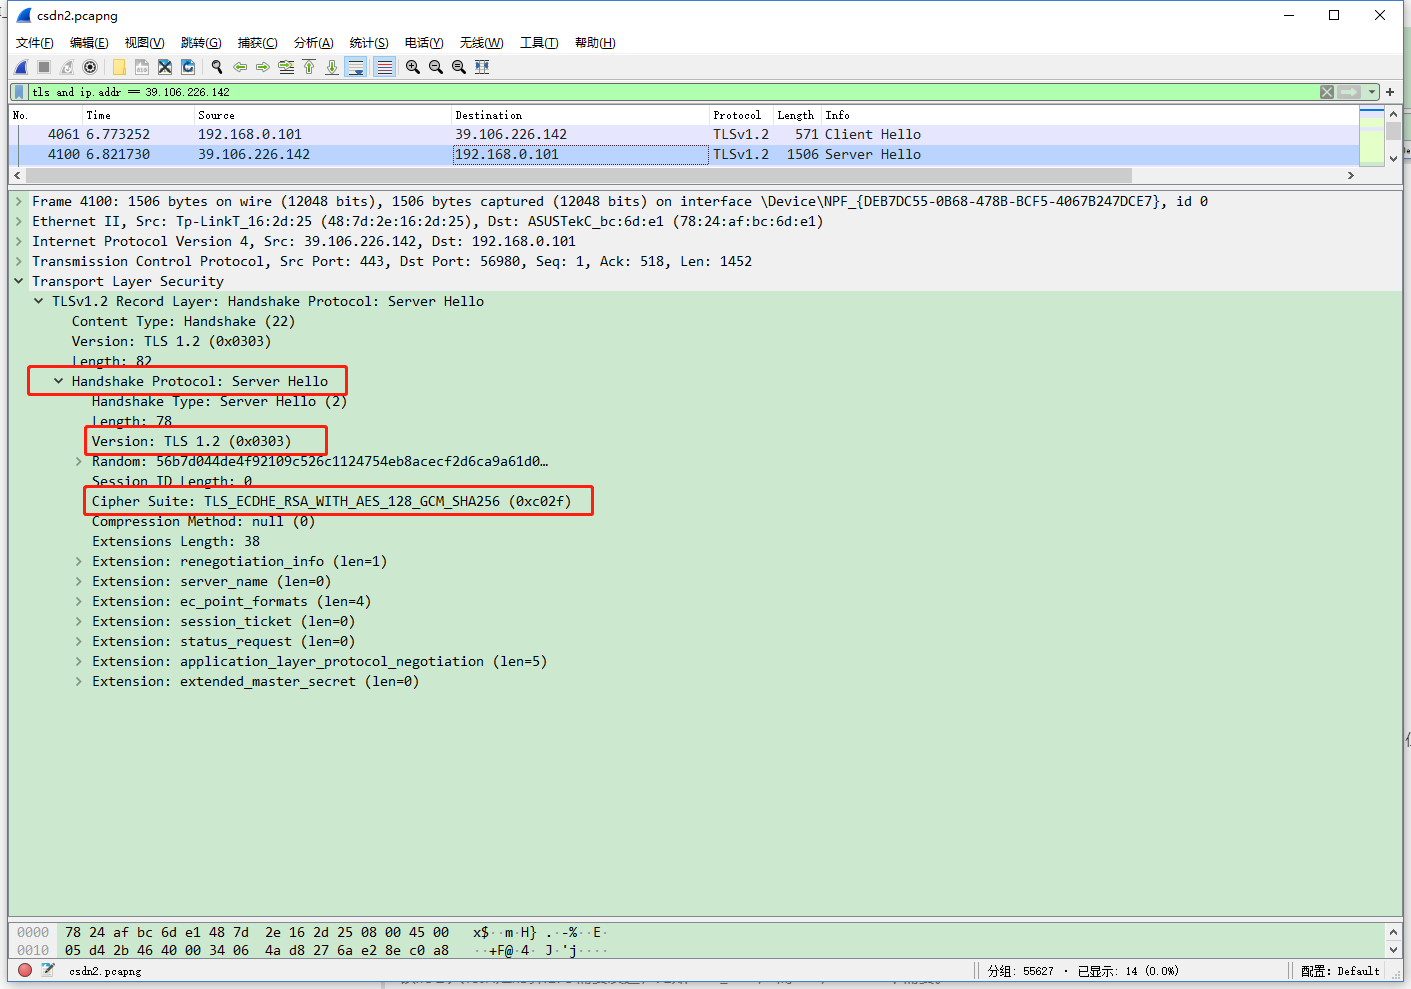 csdn2.pcapng
文件(F) 编辑(E) 视图(V) 跳转(G) 捕获(C) 分析(A) 统计(S) 电话(Y) 无线(W) 工具(T) 帮助(H)
tls and ip.addr == 39.106.226.142
No. Time Source Destination Protocol Length Info
4061 6.773252 192.168.0.101 39.106.226.142 TLSv1.2 571 Client Hello
4100 6.821730 39.106.226.142 192.168.0.101 TLSv1.2 1506 Server Hello
Frame 4100: 1506 bytes on wire (12048 bits), 1506 bytes captured (12048 bits) on interface \Device\NPF_{DEB7DC55-0B68-478B-BCF5-4067B247DCE7}, id 0
Ethernet II, Src: Tp-LinkT_16:2d:25 (48:7d:2e:16:2d:25), Dst: ASUSTekC_bc:6d:e1 (78:24:af:bc:6d:e1)
Internet Protocol Version 4, Src: 39.106.226.142, Dst: 192.168.0.101
Transmission Control Protocol, Src Port: 443, Dst Port: 56980, Seq: 1, Ack: 518, Len: 1452
Transport Layer Security
TLSv1.2 Record Layer: Handshake Protocol: Server Hello
Content Type: Handshake (22)
Version: TLS 1.2 (0x0303)
Length: 82
Handshake Protocol: Server Hello
Handshake Type: Server Hello (2)
Length: 78
Version: TLS 1.2 (0x0303)
Random: 56b7d044de4f92109c526c1124754eb8acecf2d6ca9a61d0…
Session ID Length: 0
Cipher Suite: TLS_ECDHE_RSA_WITH_AES_128_GCM_SHA256 (0xc02f)
Compression Method: null (0)
Extensions Length: 38
Extension: renegotiation_info (len=1)
Extension: server_name (len=0)
Extension: ec_point_formats (len=4)
Extension: session_ticket (len=0)
Extension: status_request (len=0)
Extension: application_layer_protocol_negotiation (len=5)
Extension: extended_master_secret (len=0)
0000 78 24 af bc 6d e1 48 7d 2e 16 2d 25 08 00 45 00 x$··m·H} .·-%··E·
0010 05 d4 2b 46 40 00 34 06 4a d8 27 6a e2 8e c0 a8 ··+F@·4· J·'j····
csdn2.pcapng 分组: 55627 · 已显示: 14 (0.0%) 配置: Default